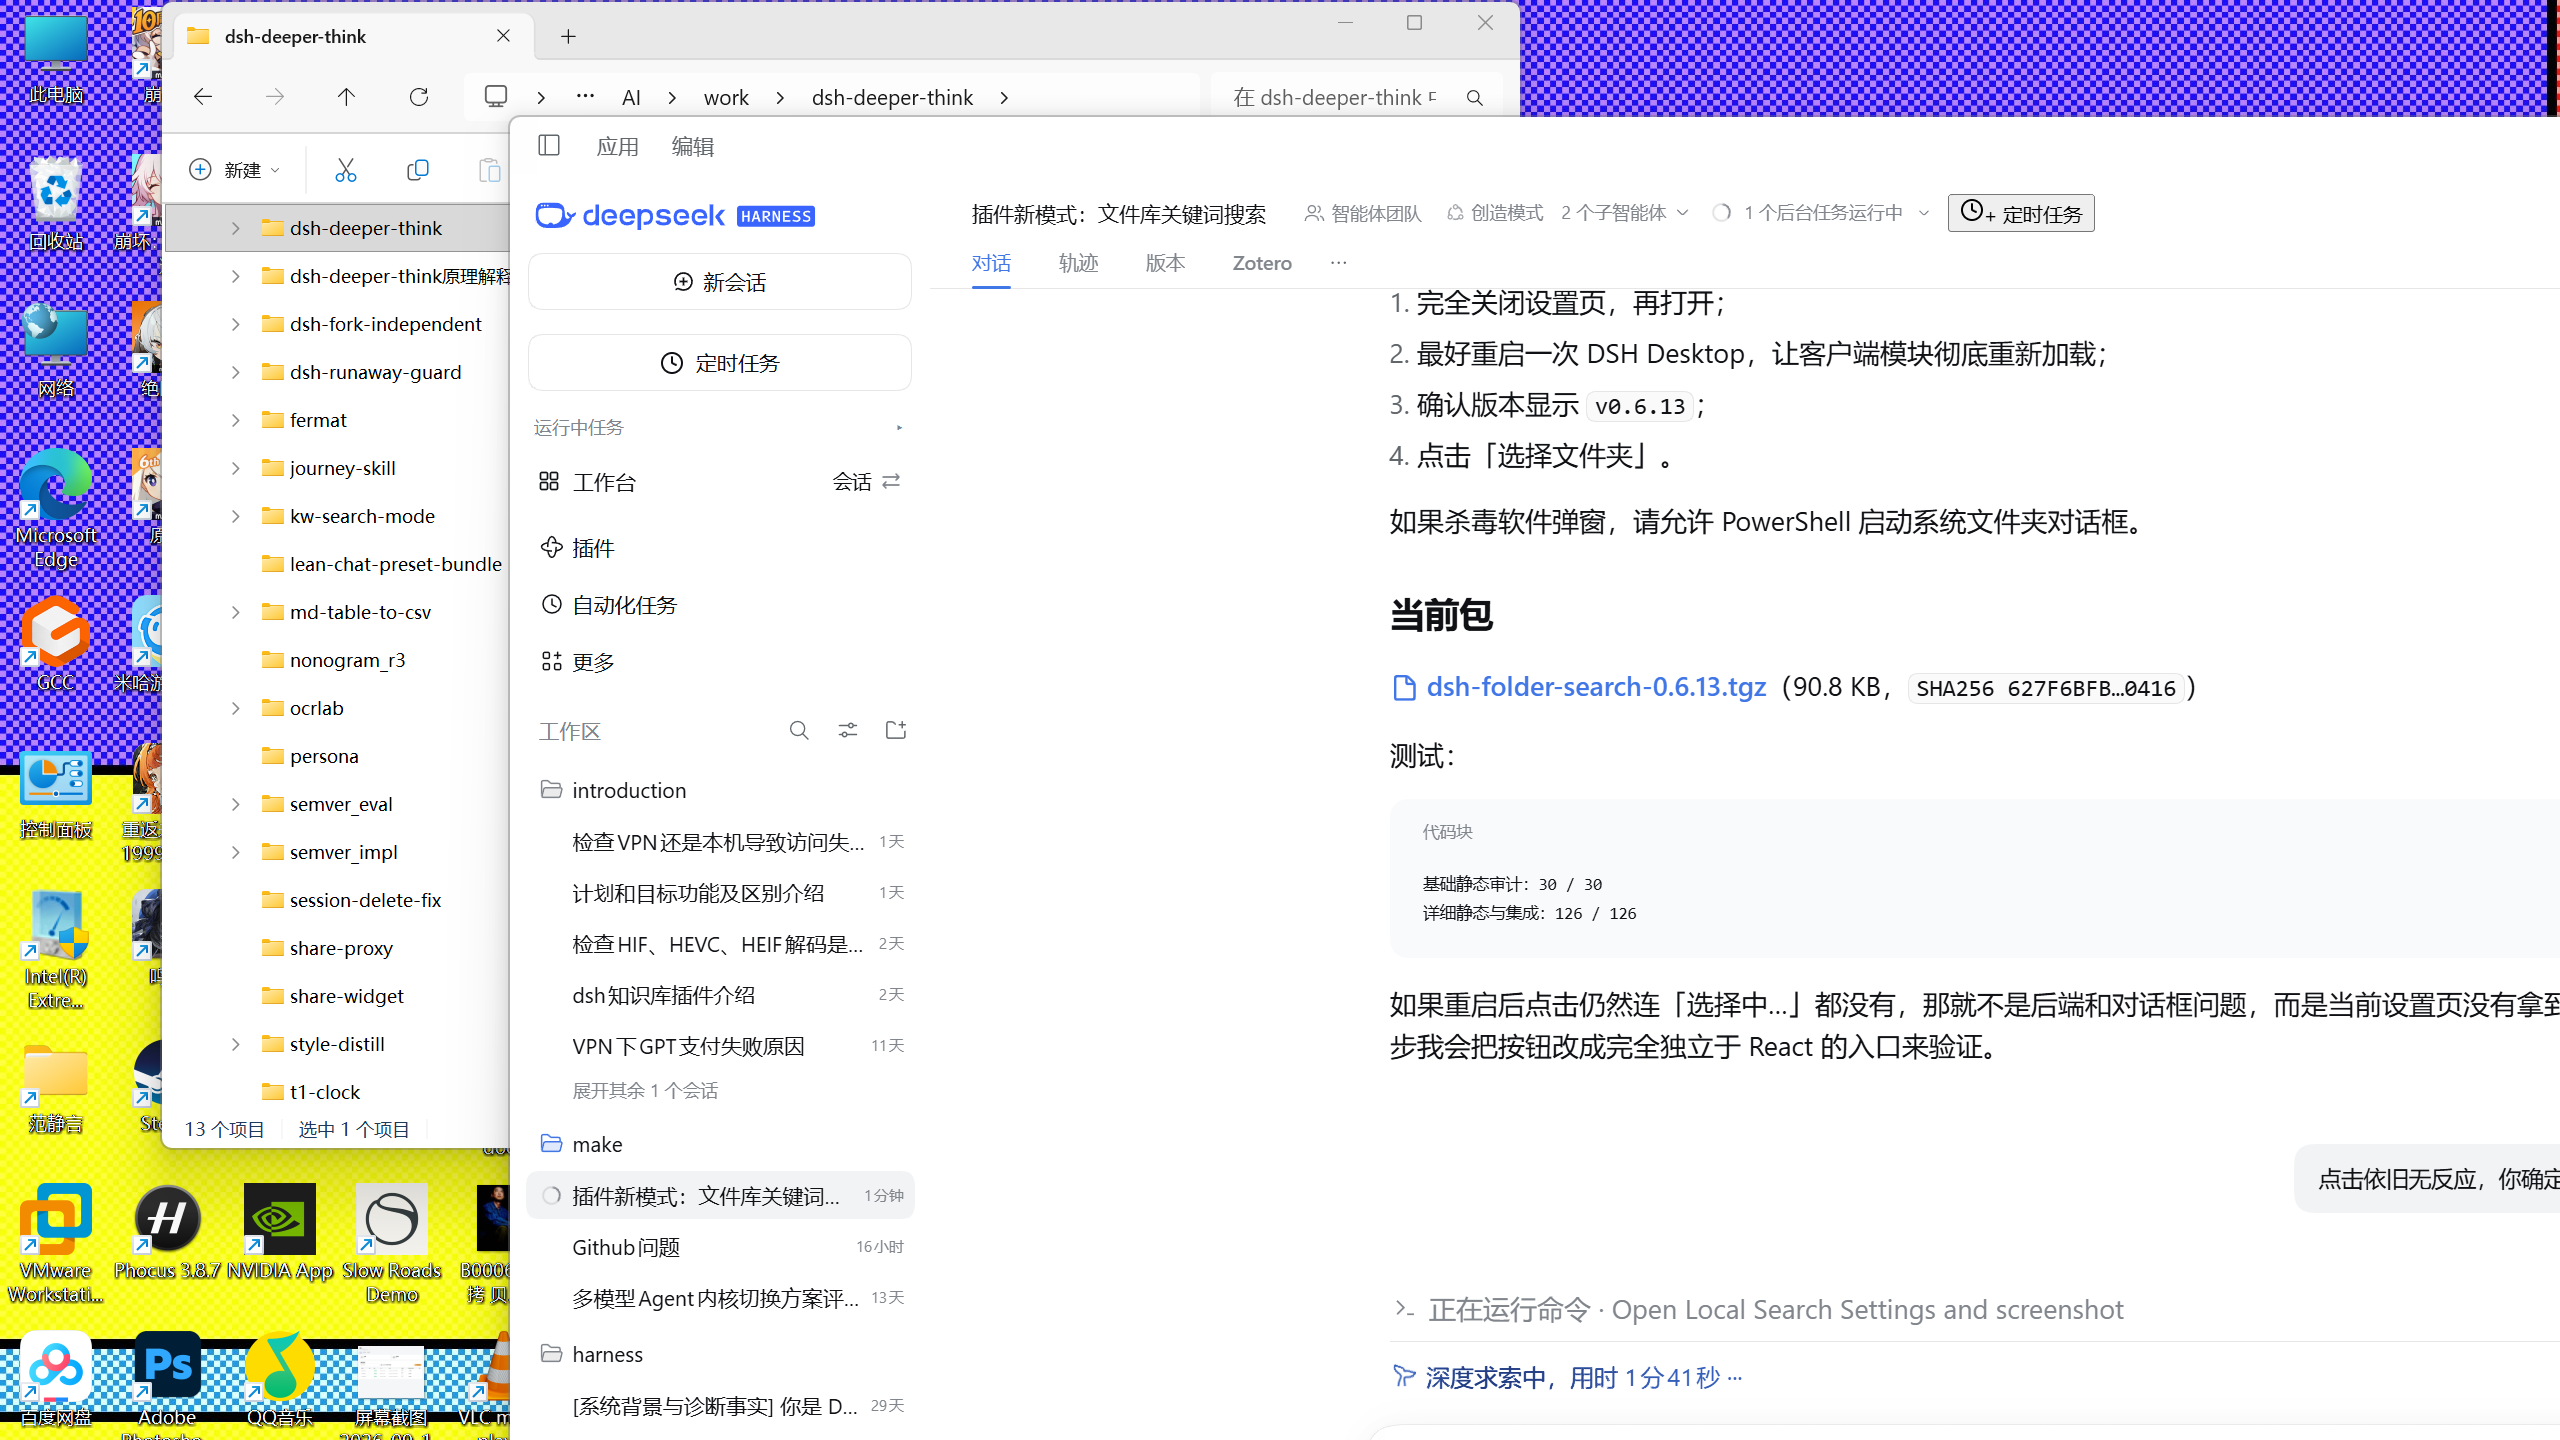 dsh-deeper-think
AI
work
dsh-deeper-think
在 dsh-deeper-think
新建
dsh-deeper-think
dsh-deeper-think原理解释
dsh-fork-independent
dsh-runaway-guard
fermat
journey-skill
kw-search-mode
lean-chat-preset-bundle
md-table-to-csv
nonogram_r3
ocrlab
persona
semver_eval
semver_impl
session-delete-fix
share-proxy
share-widget
style-distill
t1-clock
13 个项目
选中 1 个项目
此电脑
回收站
崩坏
网络
Microsoft
Edge
GCC
米哈游
控制面板
重返
1999
Intel(R)
Extre...
范静言
VMware
Workstati...
Phocus 3.8.7
NVIDIA App
Slow Roads
Demo
B0006
拷 贝
百度网盘
Adobe
QQ音乐
屏幕截图
VLC
应用
编辑
deepseek HARNESS
新会话
定时任务
运行中任务
工作台
会话
插件
自动化任务
更多
工作区
introduction
检查VPN还是本机导致访问失... 1天
计划和目标功能及区别介绍 1天
检查HIF、HEVC、HEIF解码是... 2天
dsh知识库插件介绍 2天
VPN下GPT支付失败原因 11天
展开其余 1 个会话
make
插件新模式：文件库关键词... 1分钟
Github问题 16小时
多模型Agent内核切换方案评... 13天
harness
[系统背景与诊断事实] 你是 D... 29天
插件新模式：文件库关键词搜索
智能体团队
创造模式
2 个子智能体
1 个后台任务运行中
+ 定时任务
对话
轨迹
版本
Zotero
1. 完全关闭设置页，再打开；
2. 最好重启一次 DSH Desktop，让客户端模块彻底重新加载；
3. 确认版本显示 v0.6.13；
4. 点击「选择文件夹」。
如果杀毒软件弹窗，请允许 PowerShell 启动系统文件夹对话框。
当前包
dsh-folder-search-0.6.13.tgz（90.8 KB，SHA256 627F6BFB…0416）
测试：
代码块
基础静态审计：30 / 30
详细静态与集成：126 / 126
如果重启后点击仍然连「选择中...」都没有，那就不是后端和对话框问题，而是当前设置页没有拿到
步我会把按钮改成完全独立于 React 的入口来验证。
点击依旧无反应，你确定
正在运行命令 · Open Local Search Settings and screenshot
深度求索中，用时 1分41秒 ···